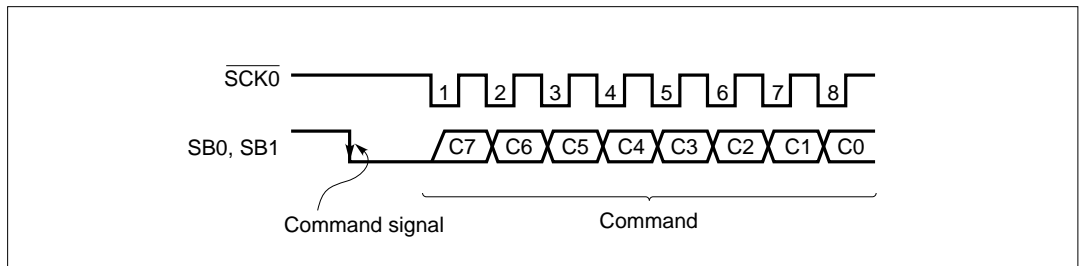 SCK0
1 2 3 4 5 6 7 8
SB0, SB1
C7 C6 C5 C4 C3 C2 C1 C0
Command signal
Command